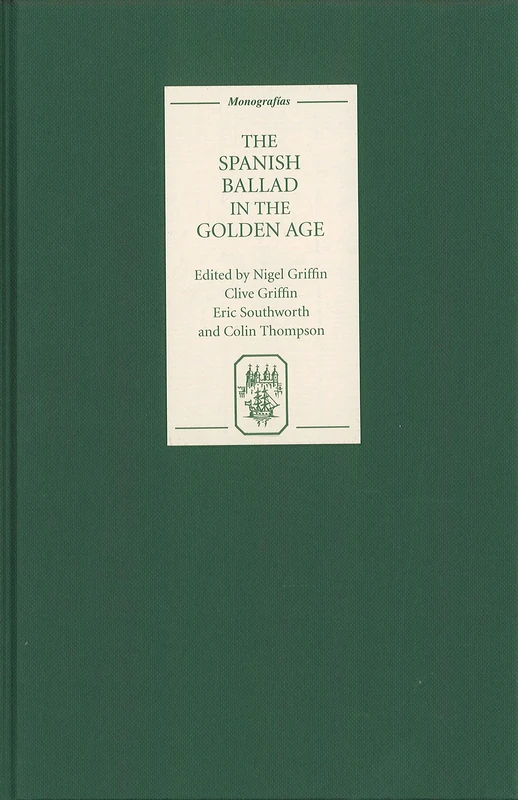 Monografías
THE
SPANISH
BALLAD
IN THE
GOLDEN AGE
Edited by Nigel Griffin
Clive Griffin
Eric Southworth
and Colin Thompson